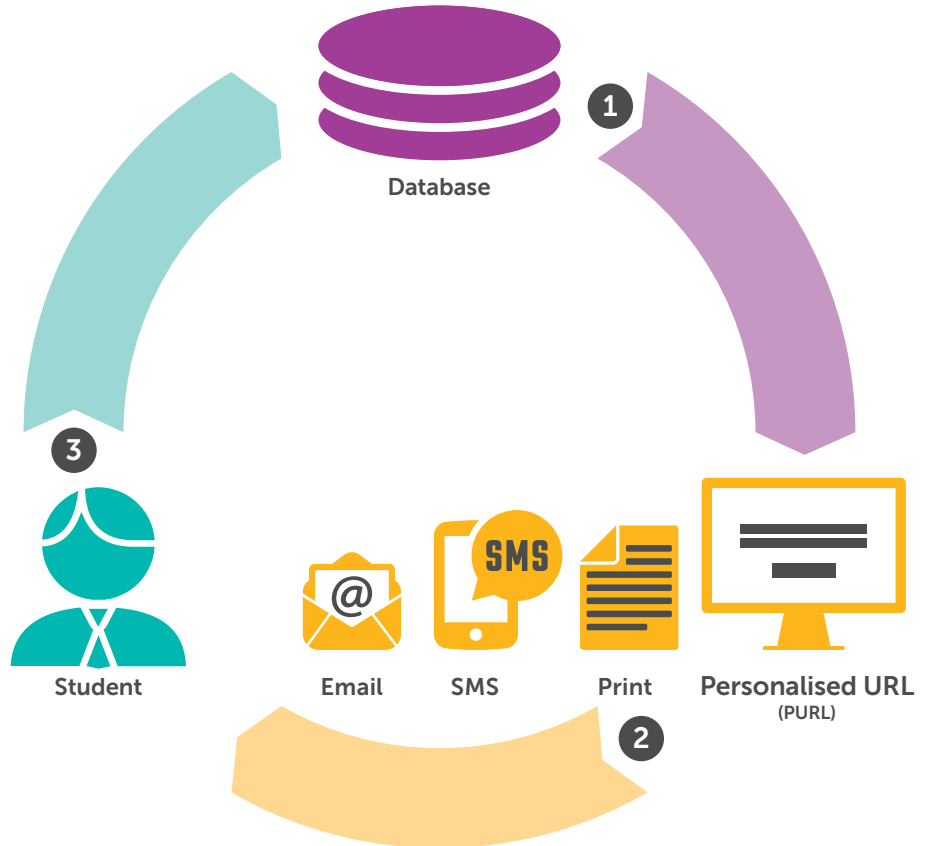 1
Database
3
@
SMS
Student
Email
SMS
Print
Personalised URL
(PURL)
2